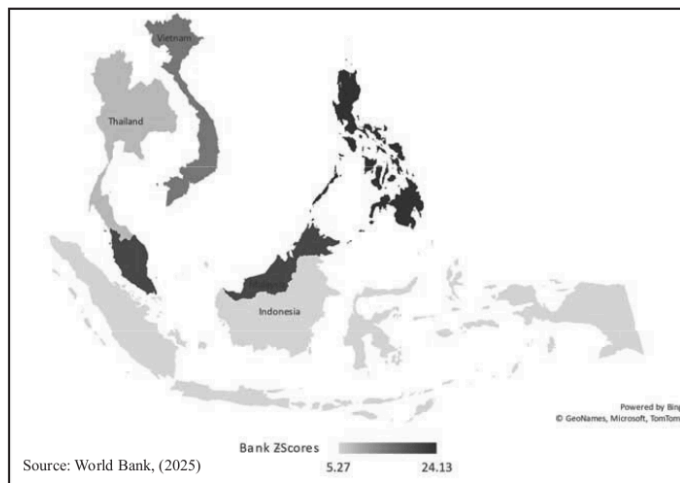 Vietnam
Thailand
Malaysia
Indonesia
Powered by Bing
© GeoNames, Microsoft, TomTom
Bank ZScores
5.27 24.13
Source: World Bank, (2025)